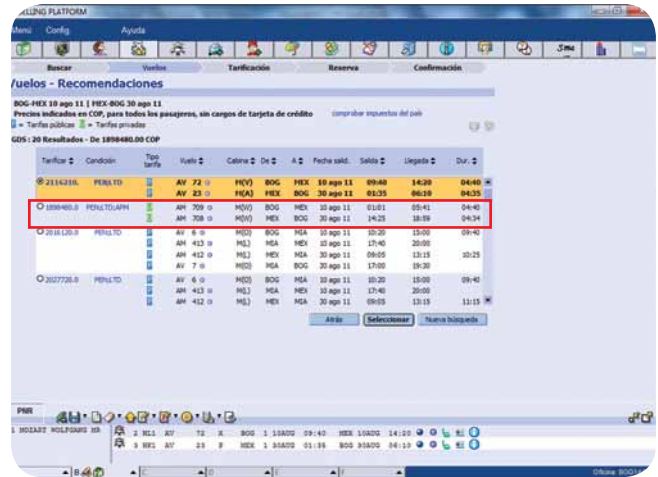 SELLING PLATFORM
Menú Config. Ayuda
Buscar Vuelos Tarificación Reserva Confirmación
Vuelos - Recomendaciones
BOG-MEX 10 ago 11 | MEX-BOG 30 ago 11
Precios indicados en COP, para todos los pasajeros, sin cargos de tarjeta de crédito comprobar impuestos del país
= Tarifas públicas = Tarifas privadas
GDS : 20 Resultados - De 1898480.00 COP
Tarificar Condición Tipo tarifa Vuelo Cabina De A Fecha salid. Salida Llegada Dur.
2116210. PEN;LTD AV 72 M(V) BOG MEX 10 ago 11 09:40 14:20 04:40
AV 23 M(A) MEX BOG 30 ago 11 01:35 06:10 04:35
1898480.0 PEN;LTD;APM AM 709 M(W) BOG MEX 10 ago 11 01:01 05:41 04:40
AM 708 M(W) MEX BOG 30 ago 11 14:25 18:59 04:34
2016120.0 PEN;LTD AV 6 M(O) BOG MIA 10 ago 11 10:20 15:00 09:40
AM 413 M(L) MIA MEX 10 ago 11 17:40 20:00
AM 412 M(L) MEX MIA 30 ago 11 09:05 13:15 10:25
AV 7 M(O) MIA BOG 30 ago 11 17:00 19:30
2027720.0 PEN;LTD AV 6 M(O) BOG MIA 10 ago 11 10:20 15:00 09:40
AM 413 M(L) MIA MEX 10 ago 11 17:40 20:00
AM 412 M(L) MEX MIA 30 ago 11 09:05 13:15 11:15
Atrás Seleccionar Nueva búsqueda
PNR
1 MOZART WOLFGANG MR 2 HL1 AV 72 BOG 1 10AUG 09:40 MEX 10AUG 14:20
3 HK1 AV 23 MEX 1 30AUG 01:35 BOG 30AUG 06:10
B C D E F
Oficina